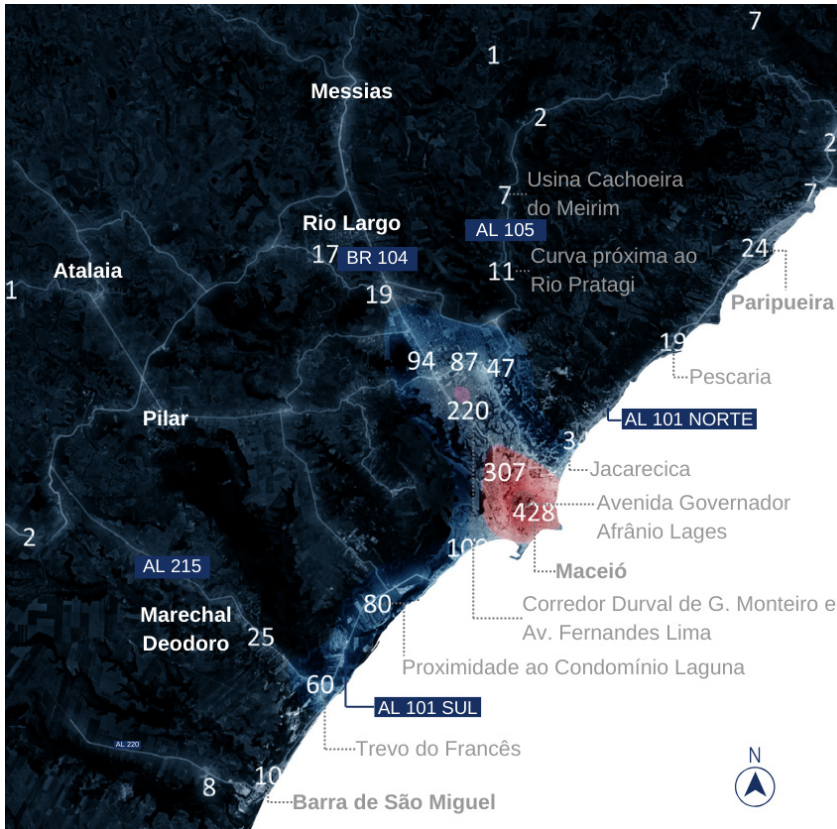 7
1
Messias
2
2
7
Usina Cachoeira
do Meirim
7
Rio Largo
AL 105
17
BR 104
24
Curva próxima ao
Rio Pratagi
11
Atalaia
1
19
Paripueira
19
94
87
47
Pescaria
220
Pilar
AL 101 NORTE
3
Jacarecica
307
Avenida Governador
Afrânio Lages
428
2
10
Maceió
AL 215
80
Corredor Durval de G. Monteiro e
Av. Fernandes Lima
Marechal
Deodoro
25
Proximidade ao Condomínio Laguna
60
AL 101 SUL
AL 220
Trevo do Francês
N
8
10
Barra de São Miguel